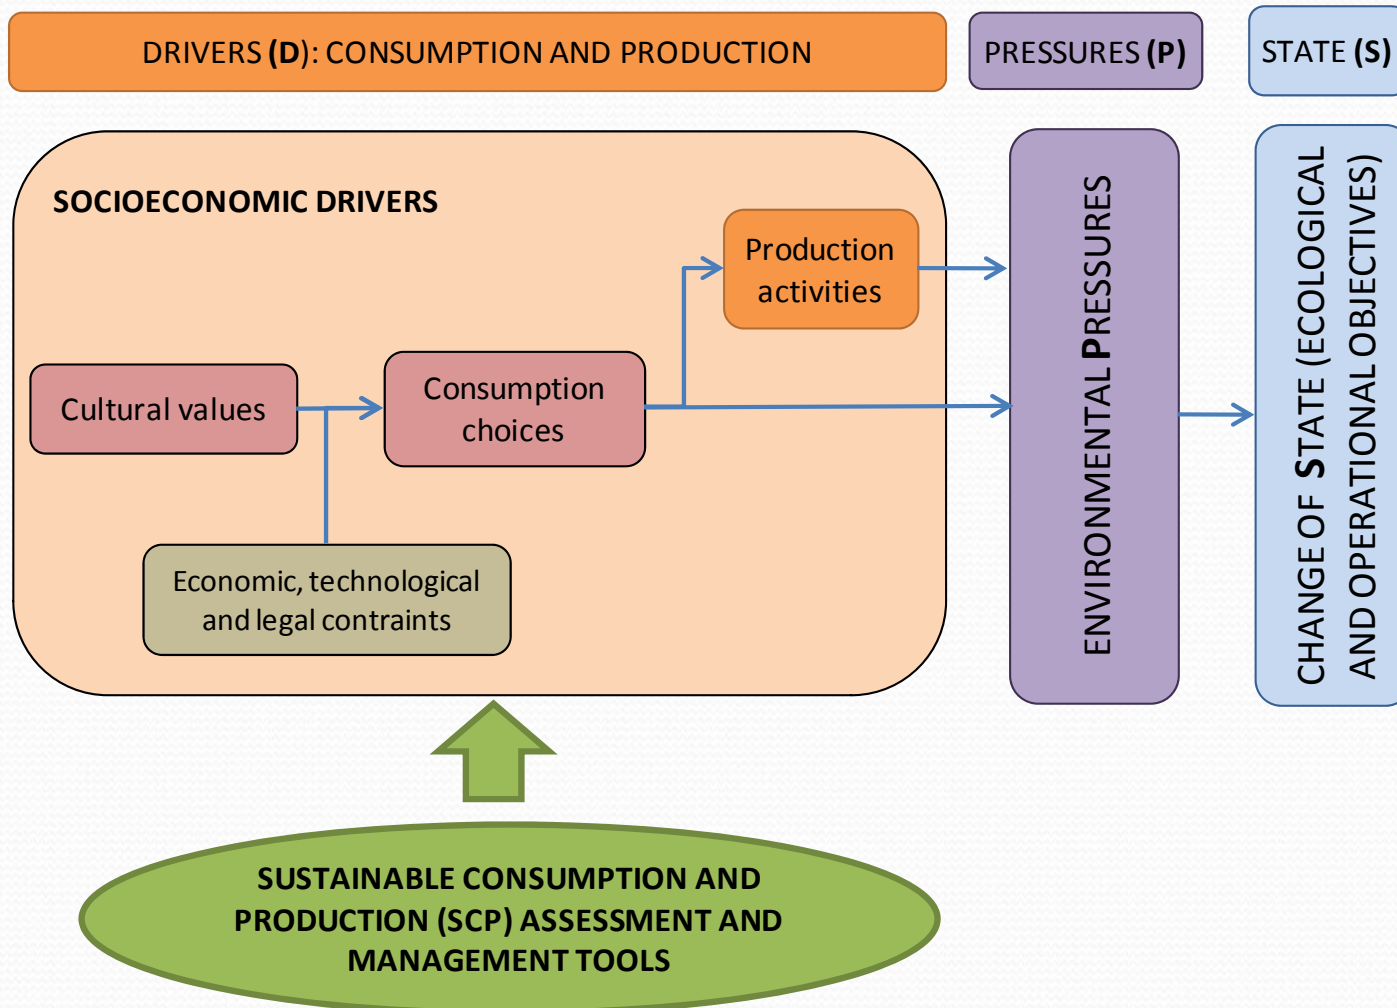 DRIVERS (D): CONSUMPTION AND PRODUCTION
PRESSURES (P)
STATE (S)
SOCIOECONOMIC DRIVERS
Production
activities
Cultural values
Consumption
choices
Economic, technological
and legal contraints
ENVIRONMENTAL PRESSURES
CHANGE OF STATE (ECOLOGICAL
AND OPERATIONAL OBJECTIVES)
SUSTAINABLE CONSUMPTION AND
PRODUCTION (SCP) ASSESSMENT AND
MANAGEMENT TOOLS